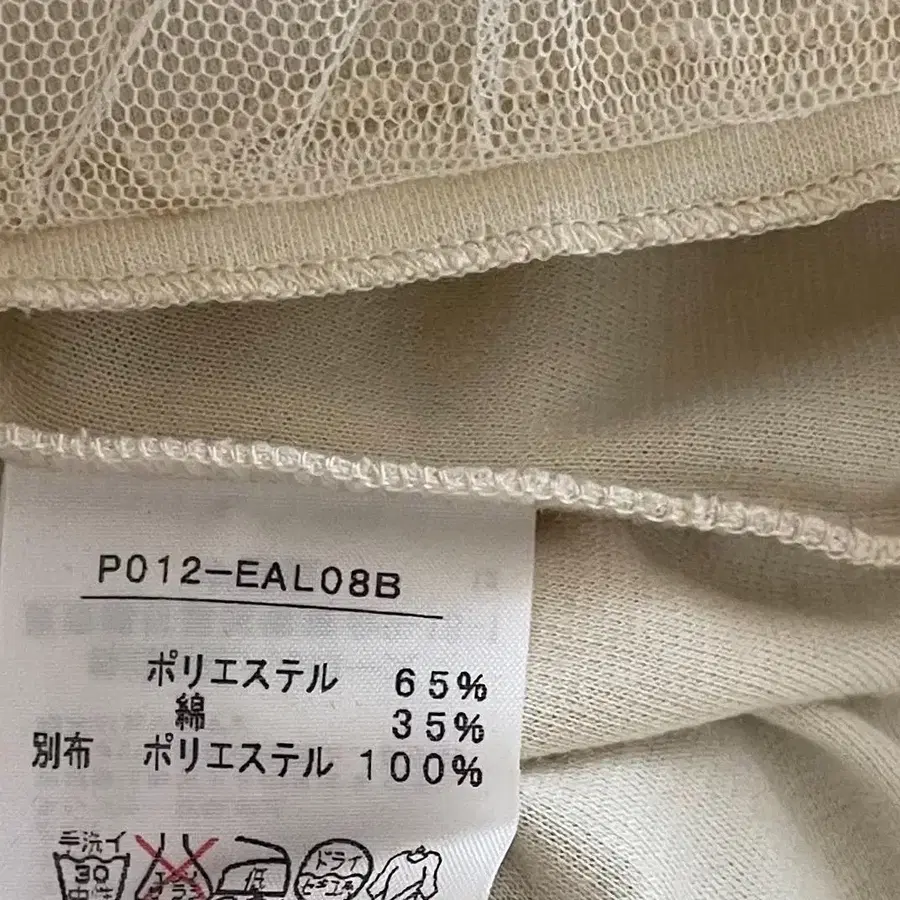 P012-EAL08B
ポリエステル 65%
綿 35%
別布 ポリエステル 100%
手洗イ
30
低
ドライ